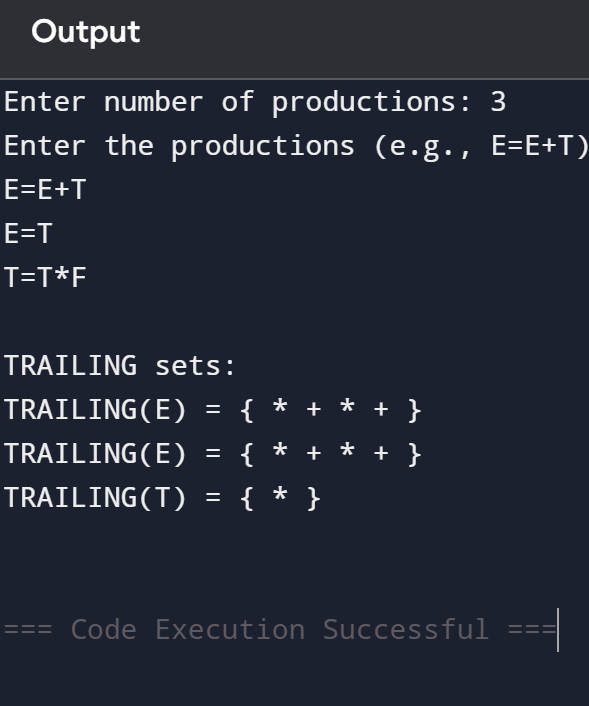 Output
Enter number of productions: 3
Enter the productions (e.g., E=E+T)
E=E+T
E=T
T=T*F
TRAILING sets:
TRAILING(E) = { * + * + }
TRAILING(E) = { * + * + }
TRAILING(T) = { * }
=== Code Execution Successful ===